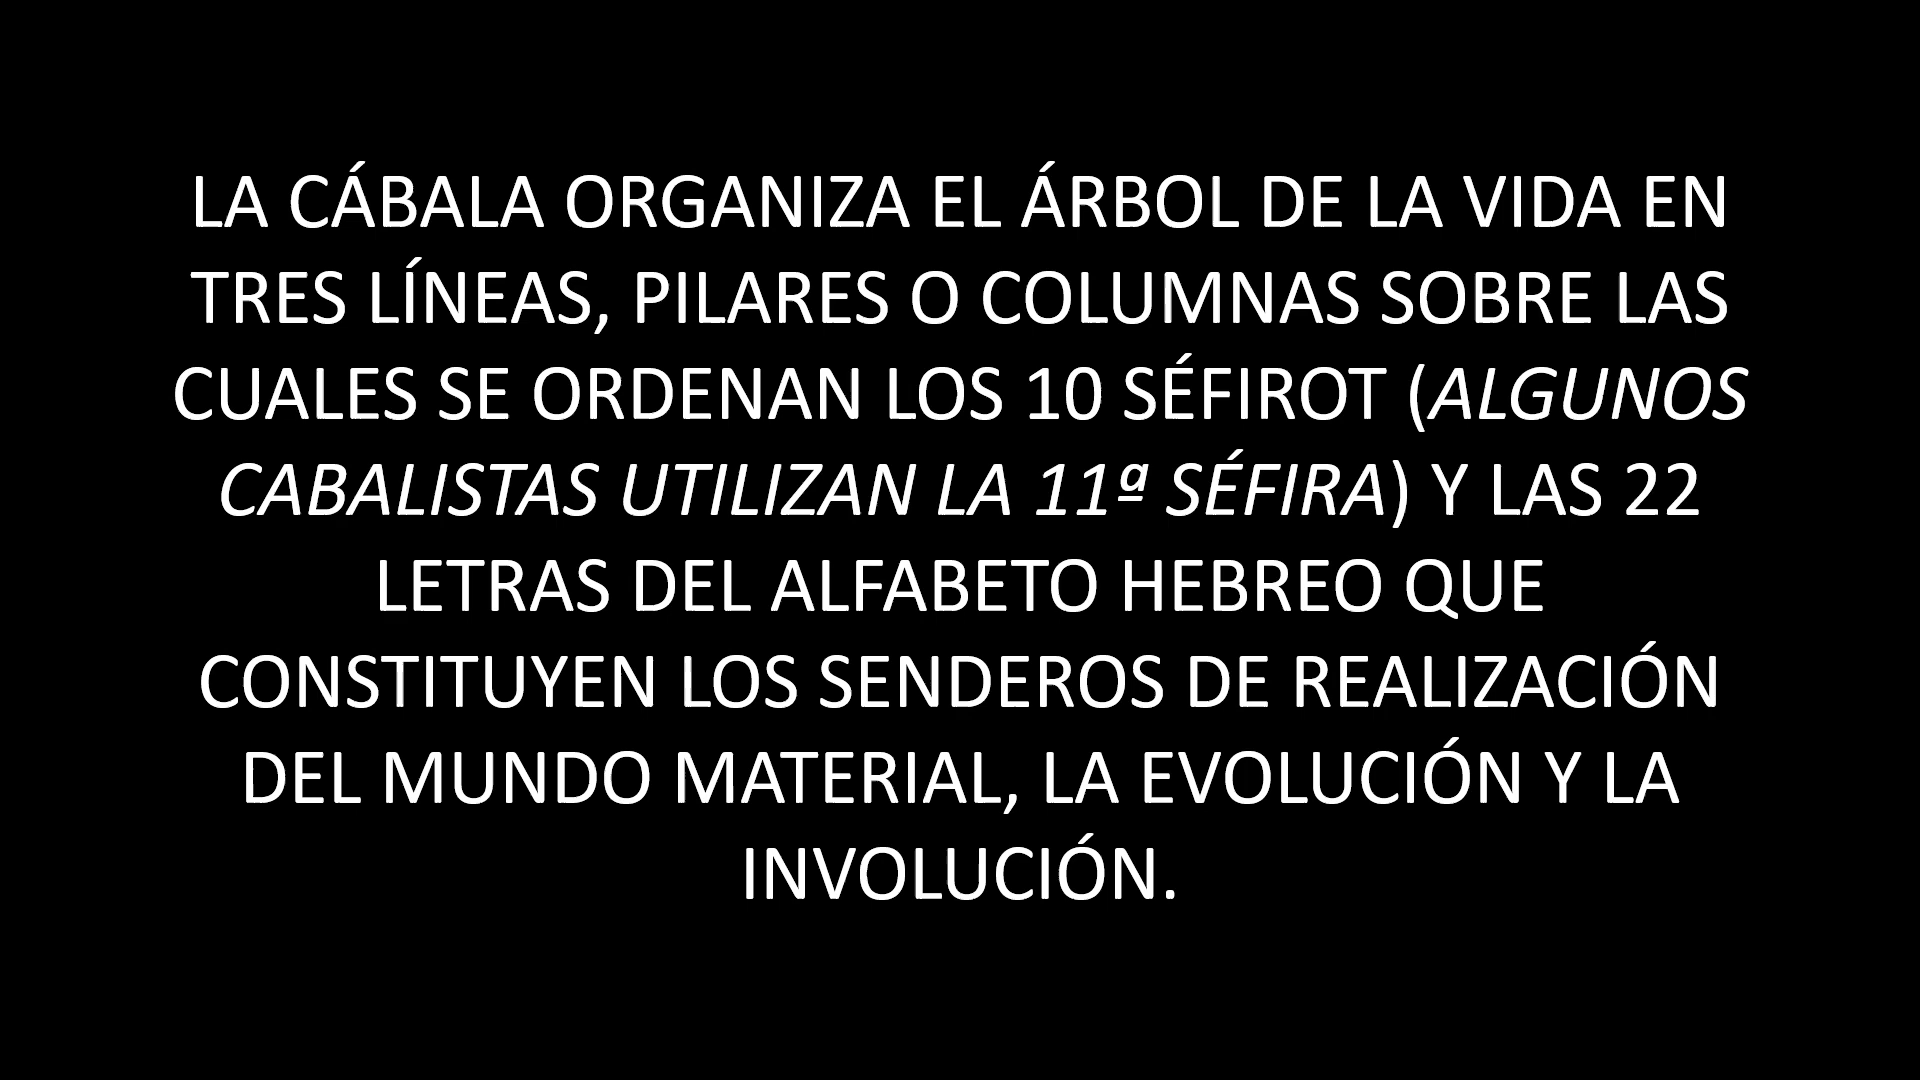 LA CÁBALA ORGANIZA EL ÁRBOL DE LA VIDA EN
TRES LÍNEAS, PILARES O COLUMNAS SOBRE LAS
CUALES SE ORDENAN LOS 10 SÉFIROT (ALGUNOS
CABALISTAS UTILIZAN LA 11ª SÉFIRA) Y LAS 22
LETRAS DEL ALFABETO HEBREO QUE
CONSTITUYEN LOS SENDEROS DE REALIZACIÓN
DEL MUNDO MATERIAL, LA EVOLUCIÓN Y LA
INVOLUCIÓN.